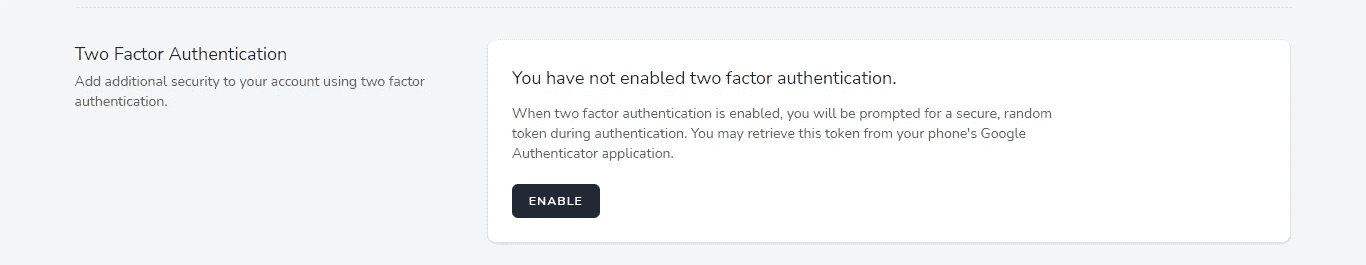 Two Factor Authentication
Add additional security to your account using two factor
authentication.
You have not enabled two factor authentication.
When two factor authentication is enabled, you will be prompted for a secure, random
token during authentication. You may retrieve this token from your phone's Google
Authenticator application.
ENABLE